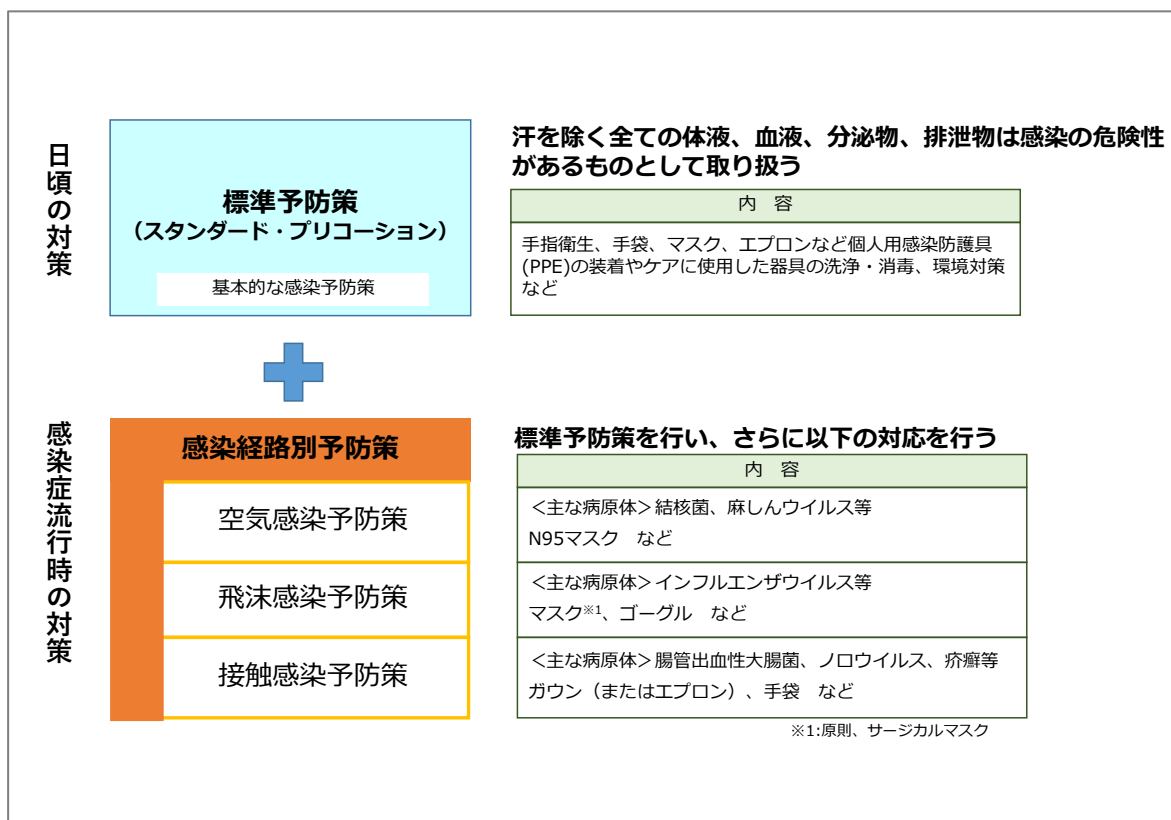 日頃の対策
標準予防策
（スタンダード・プリコーション）
基本的な感染予防策
汗を除く全ての体液、血液、分泌物、排泄物は感染の危険性
があるものとして取り扱う
内　容
手指衛生、手袋、マスク、エプロンなど個人用感染防護具
(PPE)の装着やケアに使用した器具の洗浄・消毒、環境対策
など
感染症流行時の対策
感染経路別予防策
空気感染予防策
飛沫感染予防策
接触感染予防策
標準予防策を行い、さらに以下の対応を行う
内　容
＜主な病原体＞結核菌、麻しんウイルス等
N95マスク　など
＜主な病原体＞インフルエンザウイルス等
マスク※1、ゴーグル　など
＜主な病原体＞腸管出血性大腸菌、ノロウイルス、疥癬等
ガウン（またはエプロン）、手袋　など
※1:原則、サージカルマスク